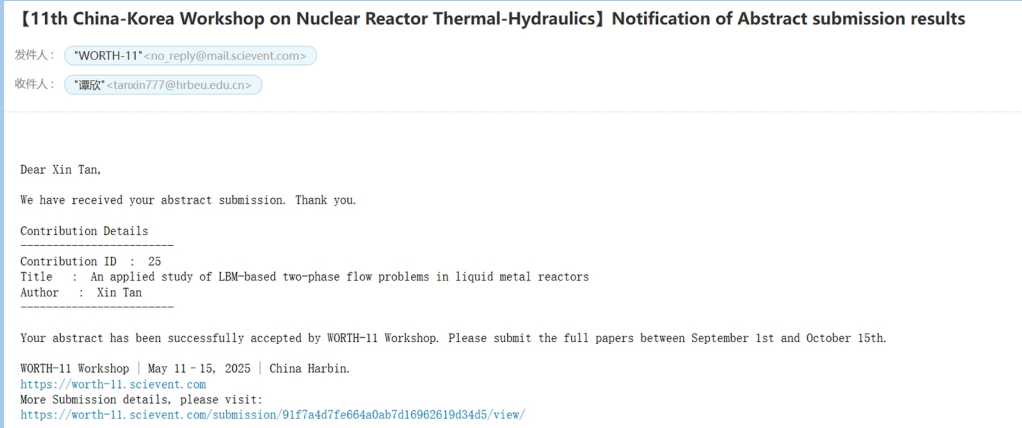 【11th China-Korea Workshop on Nuclear Reactor Thermal-Hydraulics】Notification of Abstract submission results
发件人： "WORTH-11"<no_reply@mail.scievent.com>
收件人： "谭欣"<tanxin777@hrbeu.edu.cn>
Dear Xin Tan,
We have received your abstract submission. Thank you.
Contribution Details
------------------------
Contribution ID : 25
Title : An applied study of LBM-based two-phase flow problems in liquid metal reactors
Author : Xin Tan
------------------------
Your abstract has been successfully accepted by WORTH-11 Workshop. Please submit the full papers between September 1st and October 15th.
WORTH-11 Workshop | May 11–15, 2025 | China Harbin.
https://worth-11.scievent.com
More Submission details, please visit:
https://worth-11.scievent.com/submission/91f7a4d7fe664a0ab7d16962619d34d5/view/